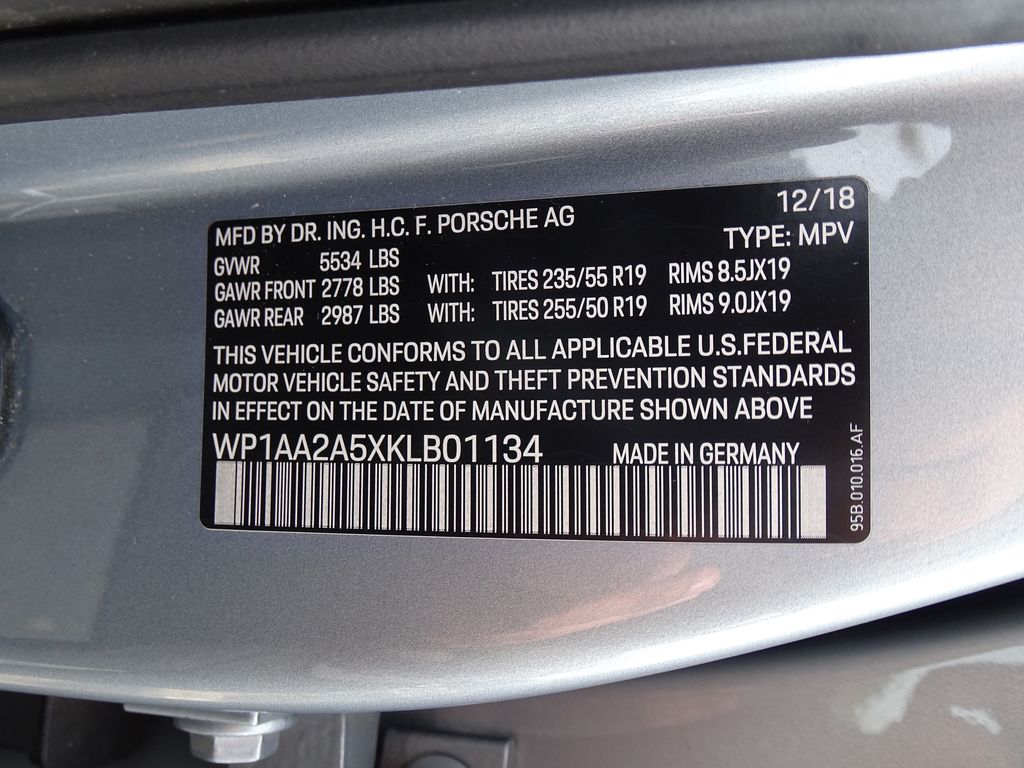 12/18
MFD BY DR. ING. H.C. F. PORSCHE AG
TYPE: MPV
GVWR 5534 LBS
GAWR FRONT 2778 LBS WITH: TIRES 235/55 R19 RIMS 8.5JX19
GAWR REAR 2987 LBS WITH: TIRES 255/50 R19 RIMS 9.0JX19
THIS VEHICLE CONFORMS TO ALL APPLICABLE U.S.FEDERAL
MOTOR VEHICLE SAFETY AND THEFT PREVENTION STANDARDS
IN EFFECT ON THE DATE OF MANUFACTURE SHOWN ABOVE
WP1AA2A5XKLB01134 MADE IN GERMANY
95B.010.016.AF